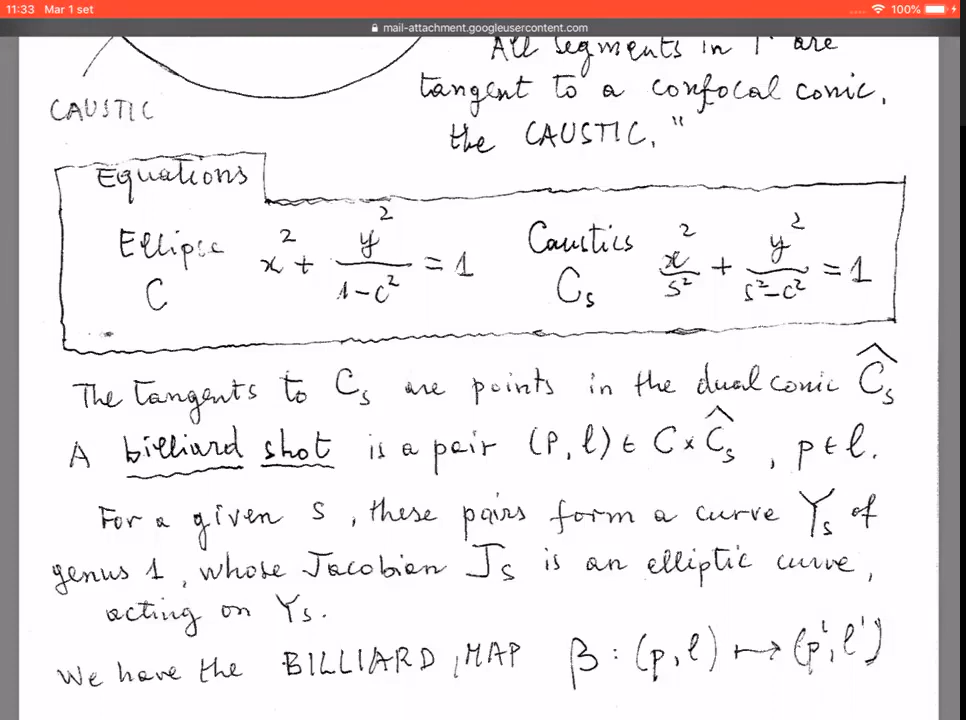 11:33 Mar 1 set 100%
mail-attachment.googleusercontent.com
All segments in Γ are
tangent to a confocal conic,
CAUSTIC
the CAUSTIC."
Equations
Ellipse C x² + y²/(1-c²) = 1 Caustics C_s x²/s² + y²/(s²-c²) = 1
The tangents to C_s are points in the dual conic Ĉ_s
A billiard shot is a pair (P, l) ∈ C × Ĉ_s, p ∈ l.
For a given s, these pairs form a curve Y_s of
genus 1, whose Jacobian J_s is an elliptic curve,
acting on Y_s.
We have the BILLIARD MAP β : (p, l) ↦ (p', l')